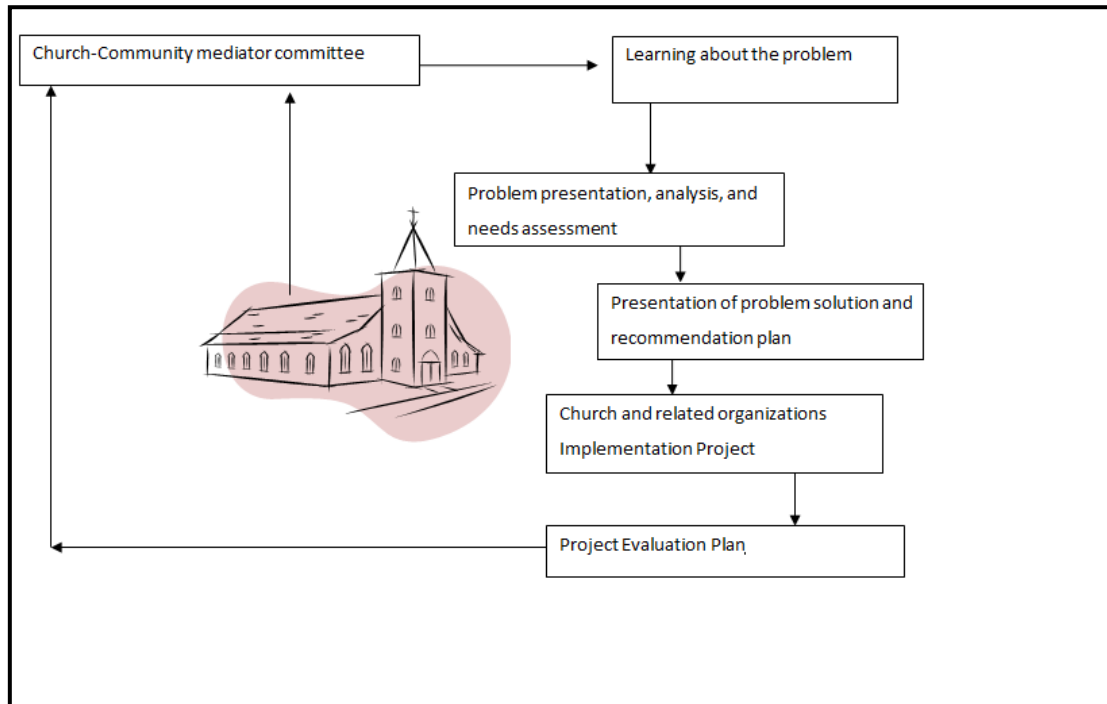 Church-Community mediator committee
Learning about the problem
Problem presentation, analysis, and
needs assessment
Presentation of problem solution and
recommendation plan
Church and related organizations
Implementation Project
Project Evaluation Plan.